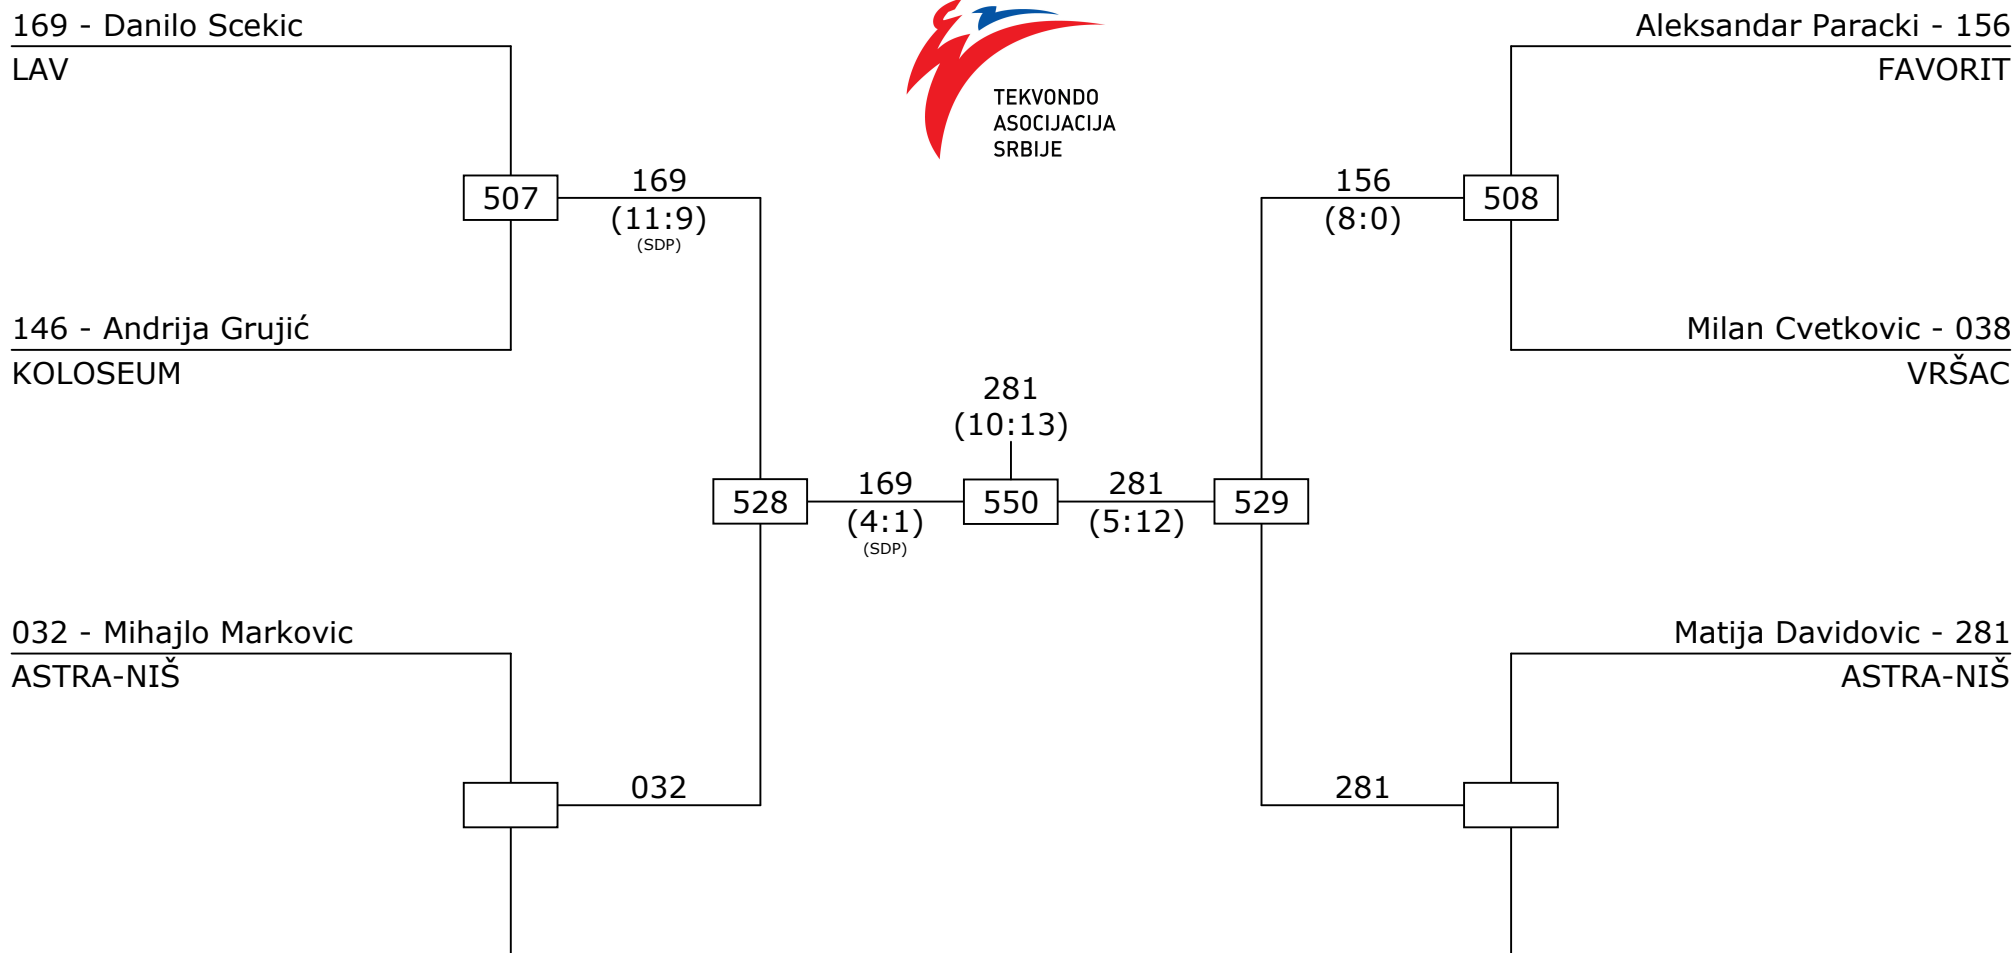 169 - Danilo Scekic
LAV
Aleksandar Paracki - 156
FAVORIT
TEKVONDO
ASOCIJACIJA
SRBIJE
507
169
(11:9)
(SDP)
156
(8:0)
508
146 - Andrija Grujić
KOLOSEUM
Milan Cvetkovic - 038
VRŠAC
281
(10:13)
528
169
(4:1)
(SDP)
550
281
(5:12)
529
032 - Mihajlo Markovic
ASTRA-NIŠ
Matija Davidovic - 281
ASTRA-NIŠ
032
281